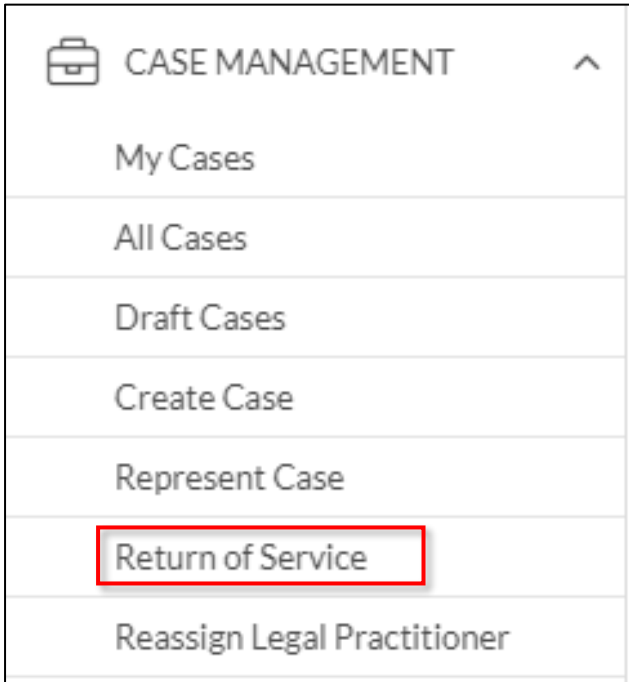 CASE MANAGEMENT
My Cases
All Cases
Draft Cases
Create Case
Represent Case
Return of Service
Reassign Legal Practitioner